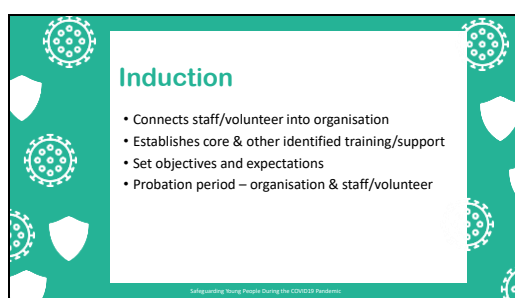 Induction
• Connects staff/volunteer into organisation
• Establishes core & other identified training/support
• Set objectives and expectations
• Probation period – organisation & staff/volunteer
Safeguarding Young People During the COVID19 Pandemic